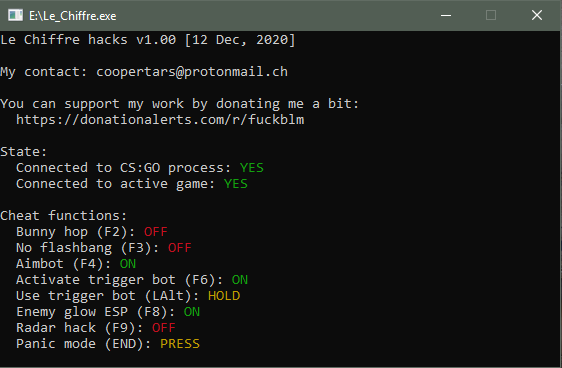 E:\Le_Chiffre.exe
Le Chiffre hacks v1.00 [12 Dec, 2020]
My contact: coopertars@protonmail.ch
You can support my work by donating me a bit:
https://donationalerts.com/r/fuckblm
State:
Connected to CS:GO process: YES
Connected to active game: YES
Cheat functions:
Bunny hop (F2): OFF
No flashbang (F3): OFF
Aimbot (F4): ON
Activate trigger bot (F6): ON
Use trigger bot (LAlt): HOLD
Enemy glow ESP (F8): ON
Radar hack (F9): OFF
Panic mode (END): PRESS